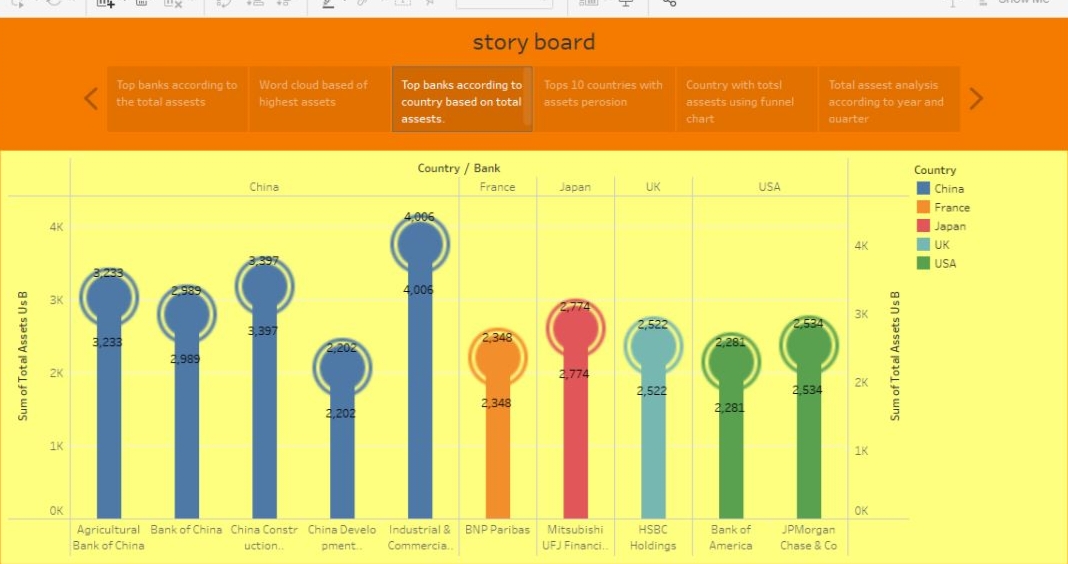 Show Me
story board
Top banks according to
the total assests
Word cloud based of
highest assets
Top banks according to
country based on total
assests.
Tops 10 countries with
assets perosion
Country with totsl
assests using funnel
chart
Total assest analysis
according to year and
quarter
Country / Bank
China
France
Japan
UK
USA
Country
China
France
Japan
UK
USA
4K
3K
2K
1K
0K
Sum of Total Assets Us B
3,233
3,233
2,989
2,989
3,397
3,397
2,202
2,202
4,006
4,006
2,348
2,348
2,774
2,774
2,522
2,522
2,281
2,281
2,534
2,534
4K
3K
2K
1K
0K
Sum of Total Assets Us B
Agricultural
Bank of China
Bank of China
China Constr
uction..
China Develo
pment..
Industrial &
Commercia..
BNP Paribas
Mitsubishi
UFJ Financi..
HSBC
Holdings
Bank of
America
JPMorgan
Chase & Co